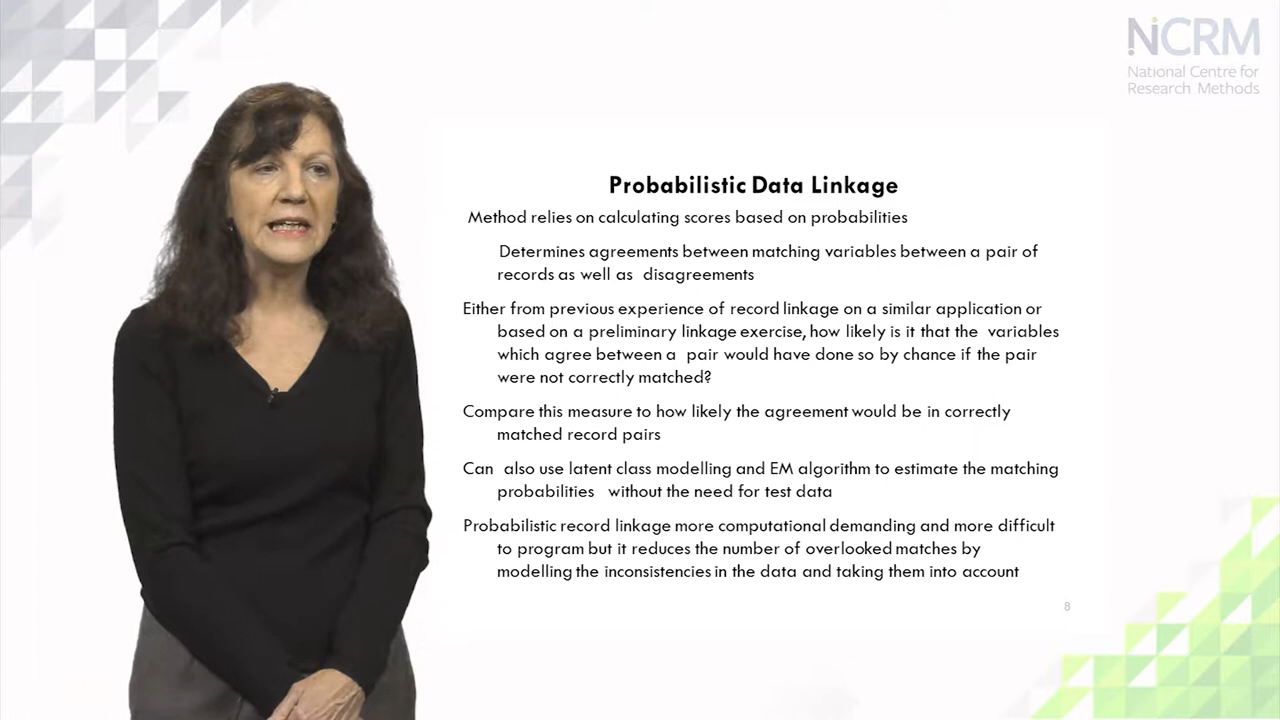 NCRM
National Centre for
Research Methods
Probabilistic Data Linkage
Method relies on calculating scores based on probabilities
Determines agreements between matching variables between a pair of
records as well as disagreements
Either from previous experience of record linkage on a similar application or
based on a preliminary linkage exercise, how likely is it that the variables
which agree between a pair would have done so by chance if the pair
were not correctly matched?
Compare this measure to how likely the agreement would be in correctly
matched record pairs
Can also use latent class modelling and EM algorithm to estimate the matching
probabilities without the need for test data
Probabilistic record linkage more computational demanding and more difficult
to program but it reduces the number of overlooked matches by
modelling the inconsistencies in the data and taking them into account
8